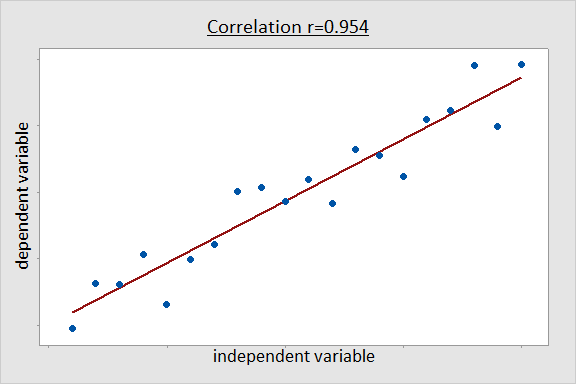 Correlation r=0.954
dependent variable
independent variable